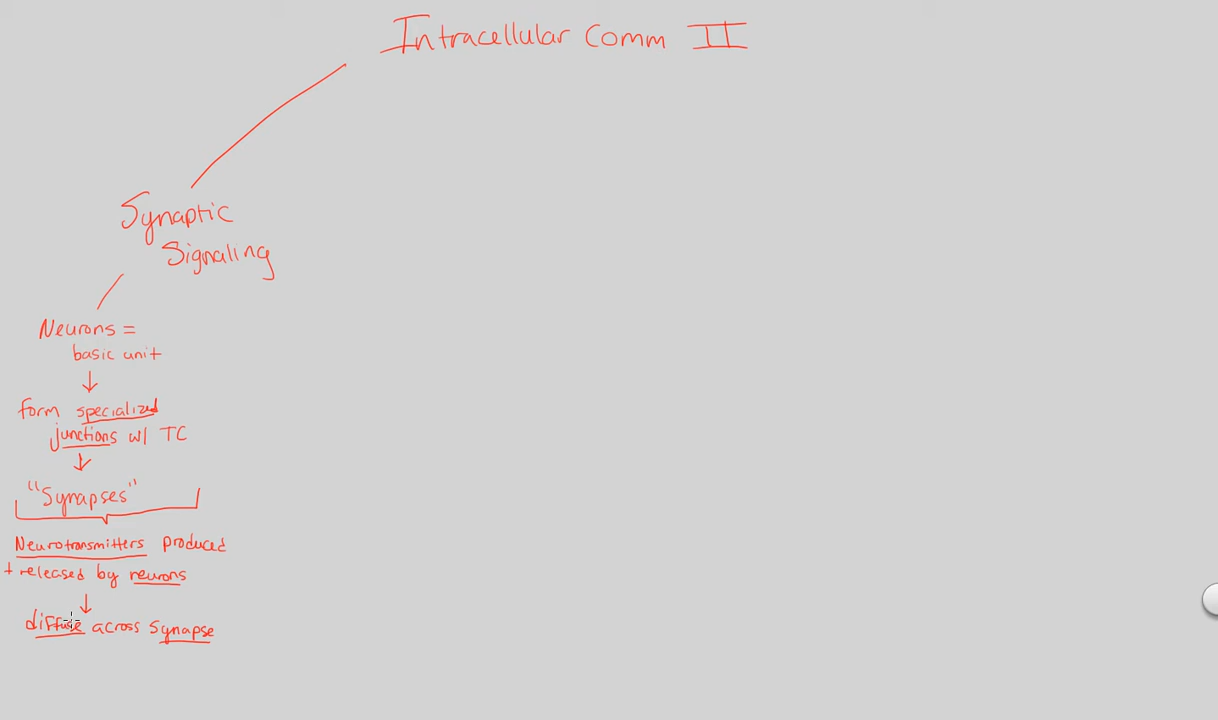 Intracellular Comm II
Synaptic
Signaling
Neurons =
basic unit
form specialized
junctions w/ TC
"Synapses"
Neurotransmitters produced
+ released by neurons
diffuse across synapse